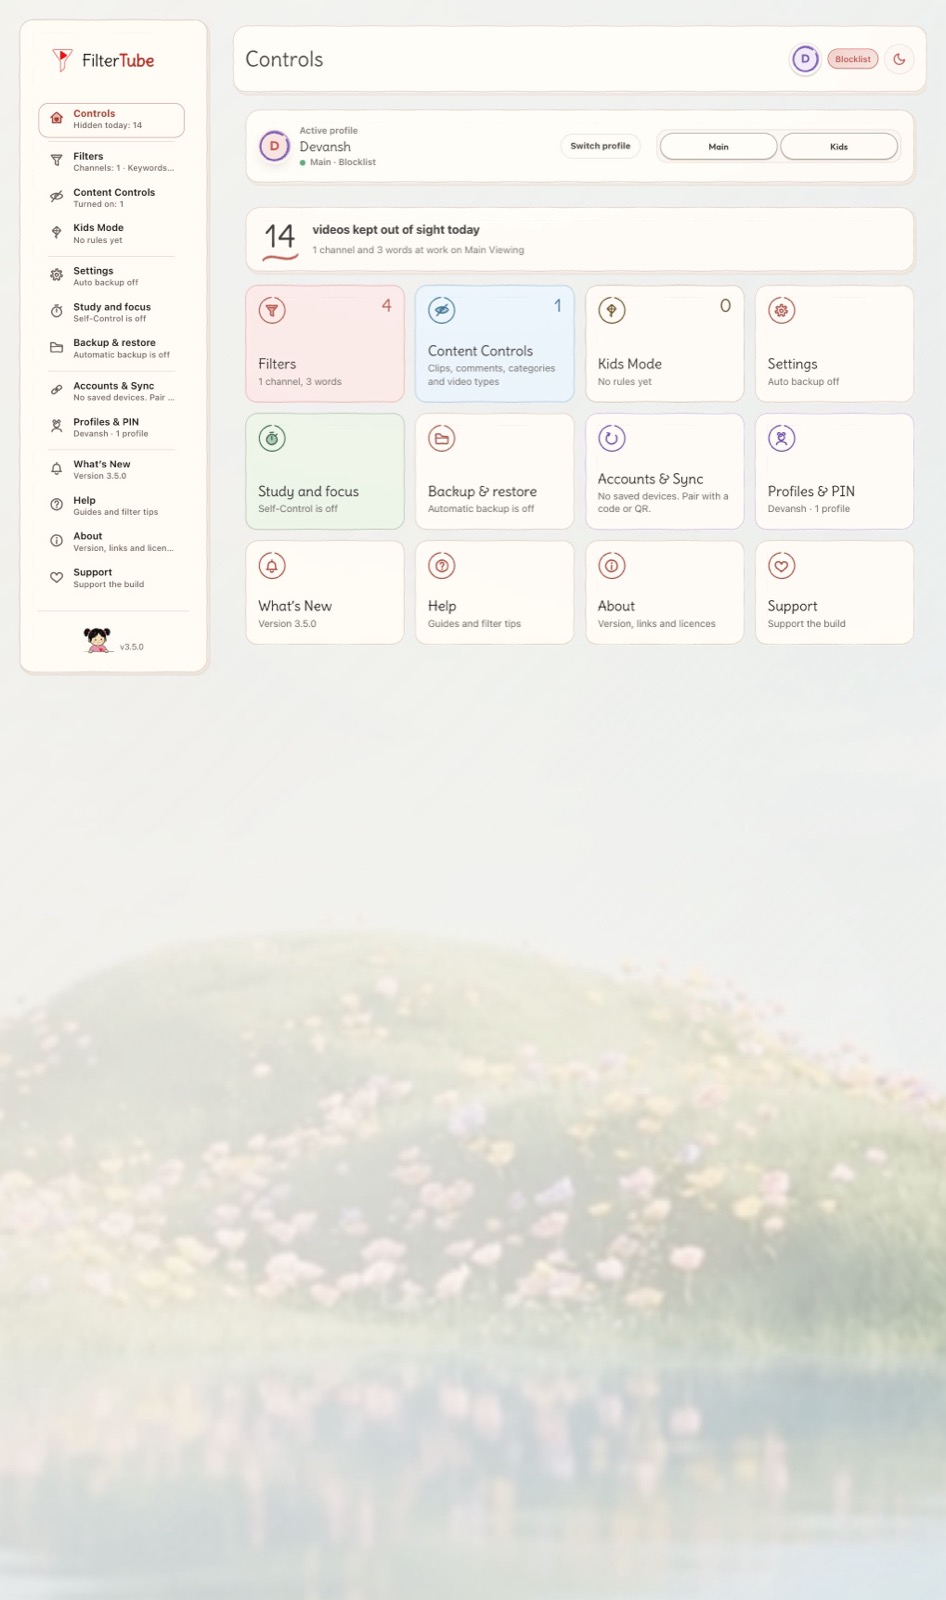 FilterTube
Controls
Hidden today: 14
Filters
Channels: 1 · Keywords...
Content Controls
Turned on: 1
Kids Mode
No rules yet
Settings
Auto backup off
Study and focus
Self-Control is off
Backup & restore
Automatic backup is off
Accounts & Sync
No saved devices. Pair ...
Profiles & PIN
Devansh · 1 profile
What's New
Version 3.5.0
Help
Guides and filter tips
About
Version, links and licen...
Support
Support the build
v3.5.0
Controls
D
Blocklist
D
Active profile
Devansh
Main · Blocklist
Switch profile
Main
Kids
14
videos kept out of sight today
1 channel and 3 words at work on Main Viewing
4
Filters
1 channel, 3 words
1
Content Controls
Clips, comments, categories
and video types
0
Kids Mode
No rules yet
Settings
Auto backup off
Study and focus
Self-Control is off
Backup & restore
Automatic backup is off
Accounts & Sync
No saved devices. Pair with a
code or QR.
Profiles & PIN
Devansh · 1 profile
What's New
Version 3.5.0
Help
Guides and filter tips
About
Version, links and licences
Support
Support the build